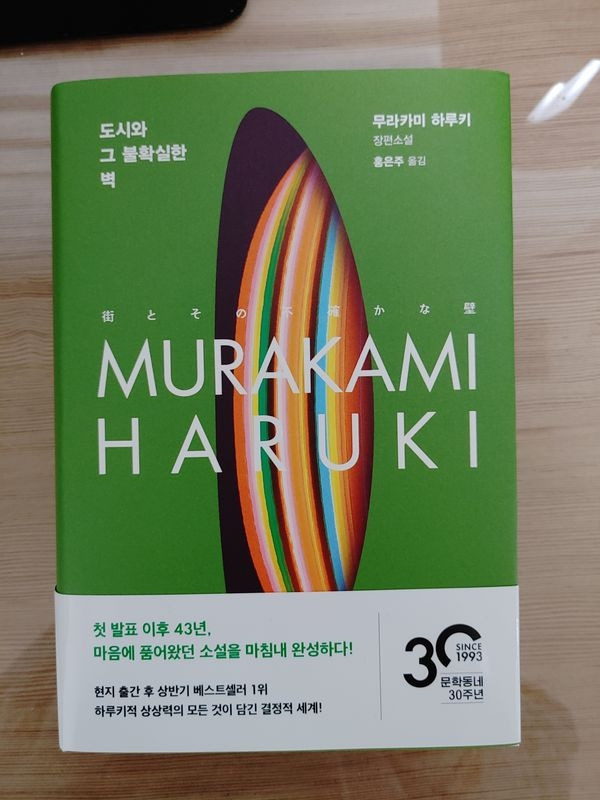 도시와
그 불확실한
벽
무라카미 하루키
장편소설
홍은주 옮김
街とその不確かな壁
MURAKAMI
HARUKI
첫 발표 이후 43년,
마음에 품어왔던 소설을 마침내 완성하다!
현지 출간 후 상반기 베스트셀러 1위
하루키적 상상력의 모든 것이 담긴 결정적 세계!
30
SINCE
1993
문학동네
30주년